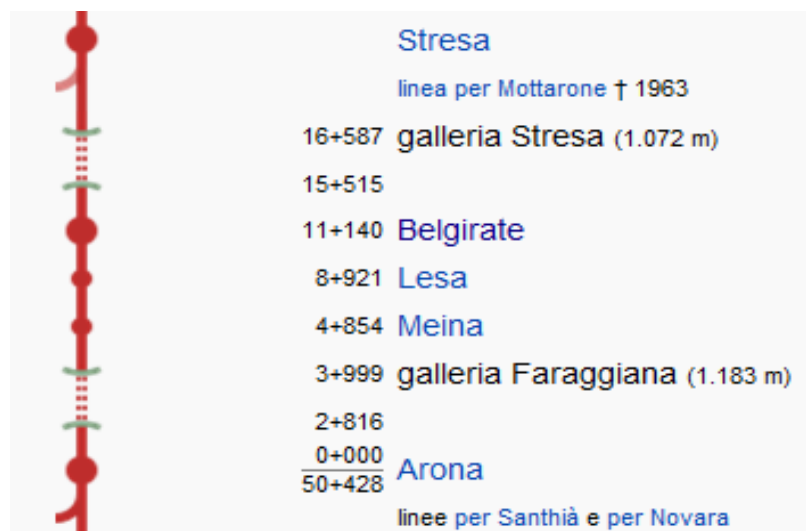 Stresa
linea per Mottarone † 1963
16+587 galleria Stresa (1.072 m)
15+515
11+140 Belgirate
8+921 Lesa
4+854 Meina
3+999 galleria Faraggiana (1.183 m)
2+816
0+000
50+428 Arona
linee per Santhià e per Novara